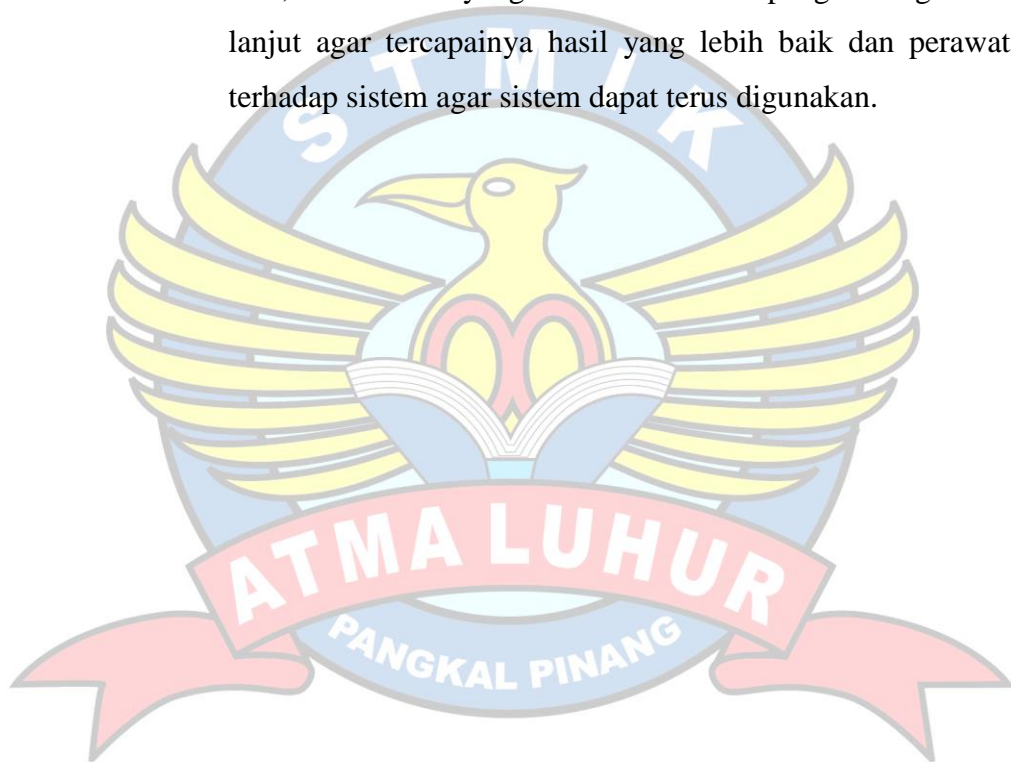 lanjut agar tercapainya hasil yang lebih baik dan perawat
terhadap sistem agar sistem dapat terus digunakan.
STMIK
ATMA LUHUR
PANGKAL PINANG